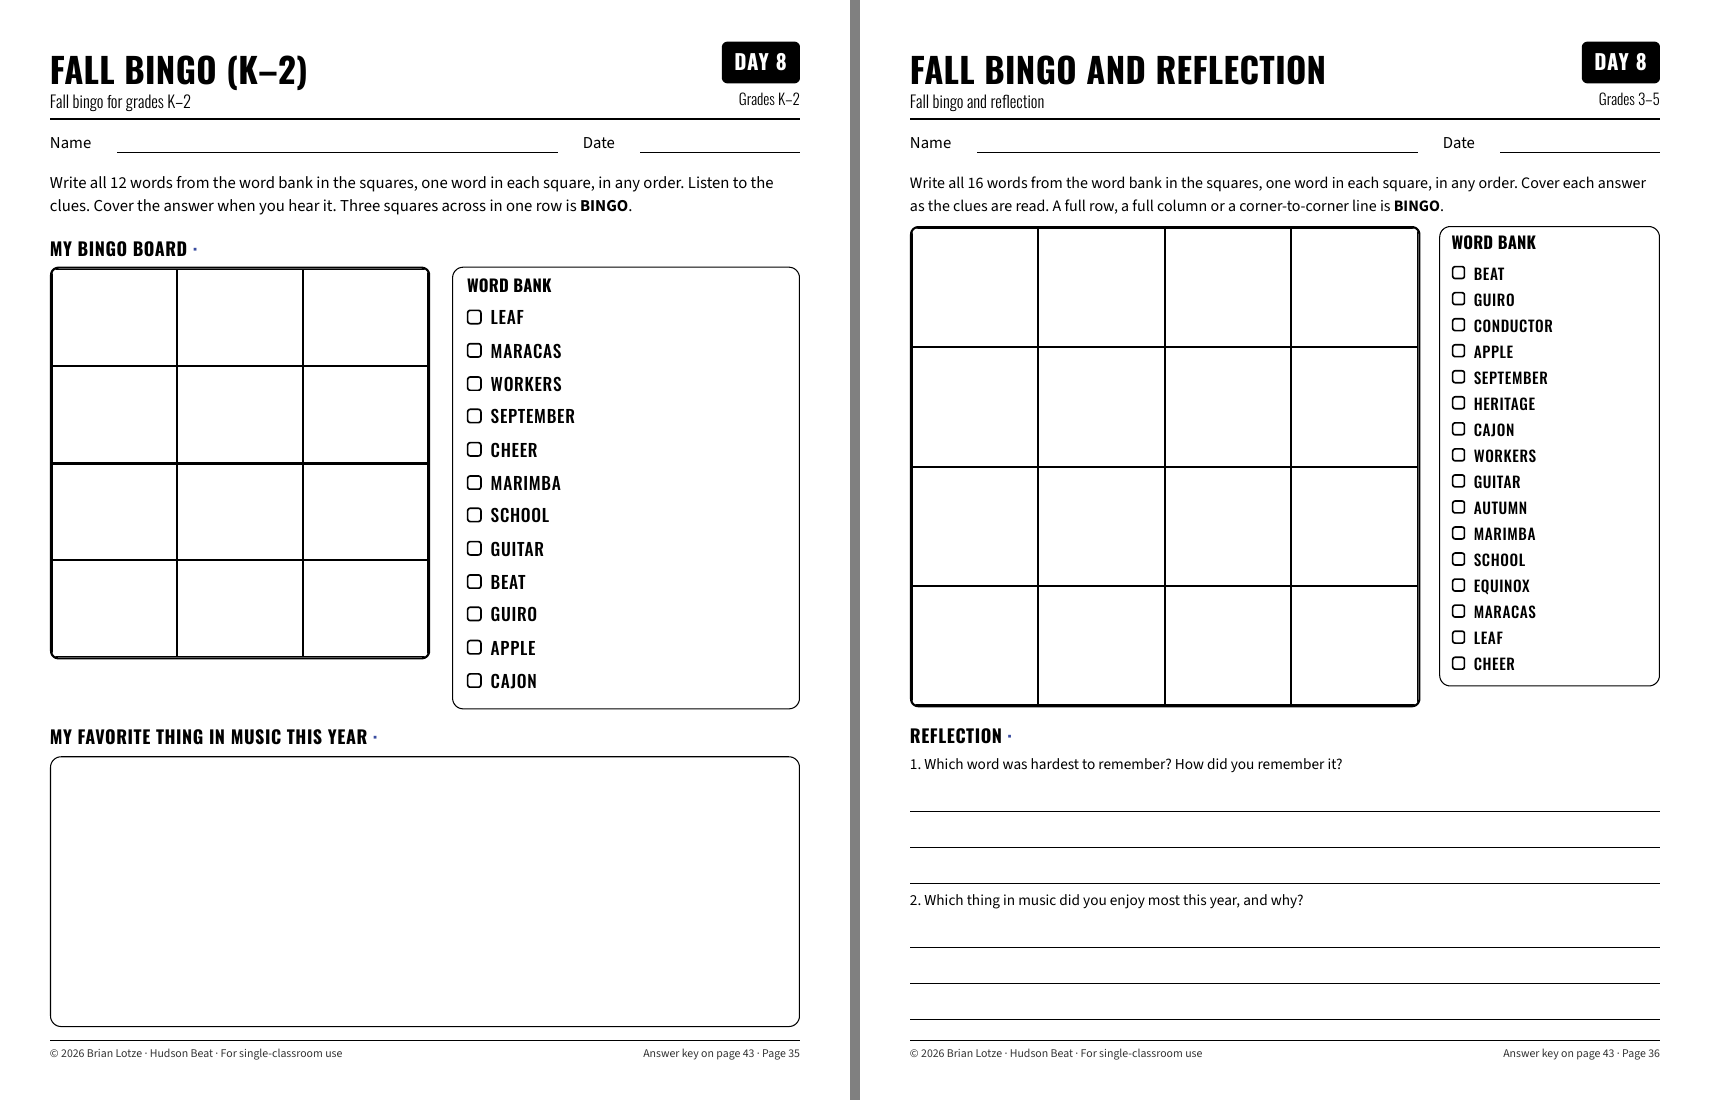 FALL BINGO (K–2)
DAY 8
Fall bingo for grades K–2
Grades K–2
Name
Date
Write all 12 words from the word bank in the squares, one word in each square, in any order. Listen to the
clues. Cover the answer when you hear it. Three squares across in one row is BINGO.
MY BINGO BOARD ·
WORD BANK
LEAF
MARACAS
WORKERS
SEPTEMBER
CHEER
MARIMBA
SCHOOL
GUITAR
BEAT
GUIRO
APPLE
CAJON
MY FAVORITE THING IN MUSIC THIS YEAR ·
© 2026 Brian Lotze · Hudson Beat · For single-classroom use
Answer key on page 43 · Page 35
FALL BINGO AND REFLECTION
DAY 8
Fall bingo and reflection
Grades 3–5
Name
Date
Write all 16 words from the word bank in the squares, one word in each square, in any order. Cover each answer
as the clues are read. A full row, a full column or a corner-to-corner line is BINGO.
WORD BANK
BEAT
GUIRO
CONDUCTOR
APPLE
SEPTEMBER
HERITAGE
CAJON
WORKERS
GUITAR
AUTUMN
MARIMBA
SCHOOL
EQUINOX
MARACAS
LEAF
CHEER
REFLECTION ·
1. Which word was hardest to remember? How did you remember it?
2. Which thing in music did you enjoy most this year, and why?
© 2026 Brian Lotze · Hudson Beat · For single-classroom use
Answer key on page 43 · Page 36